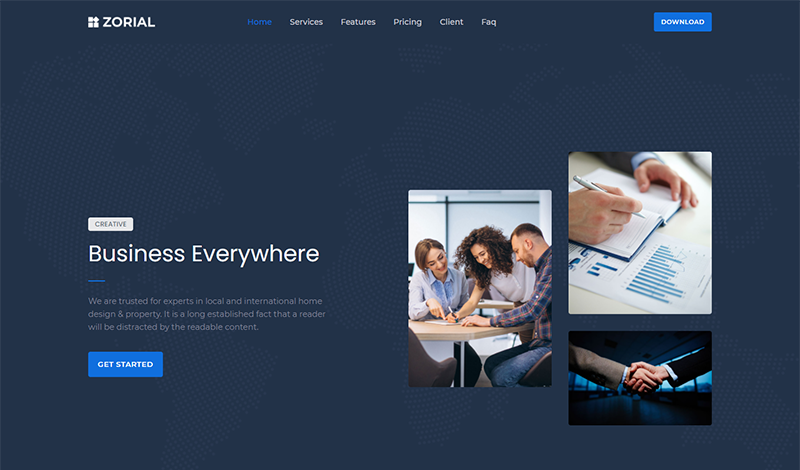 ZORIAL
Home Services Features Pricing Client Faq
DOWNLOAD
CREATIVE
Business Everywhere
We are trusted for experts in local and international home
design & property. It is a long established fact that a reader
will be distracted by the readable content.
GET STARTED